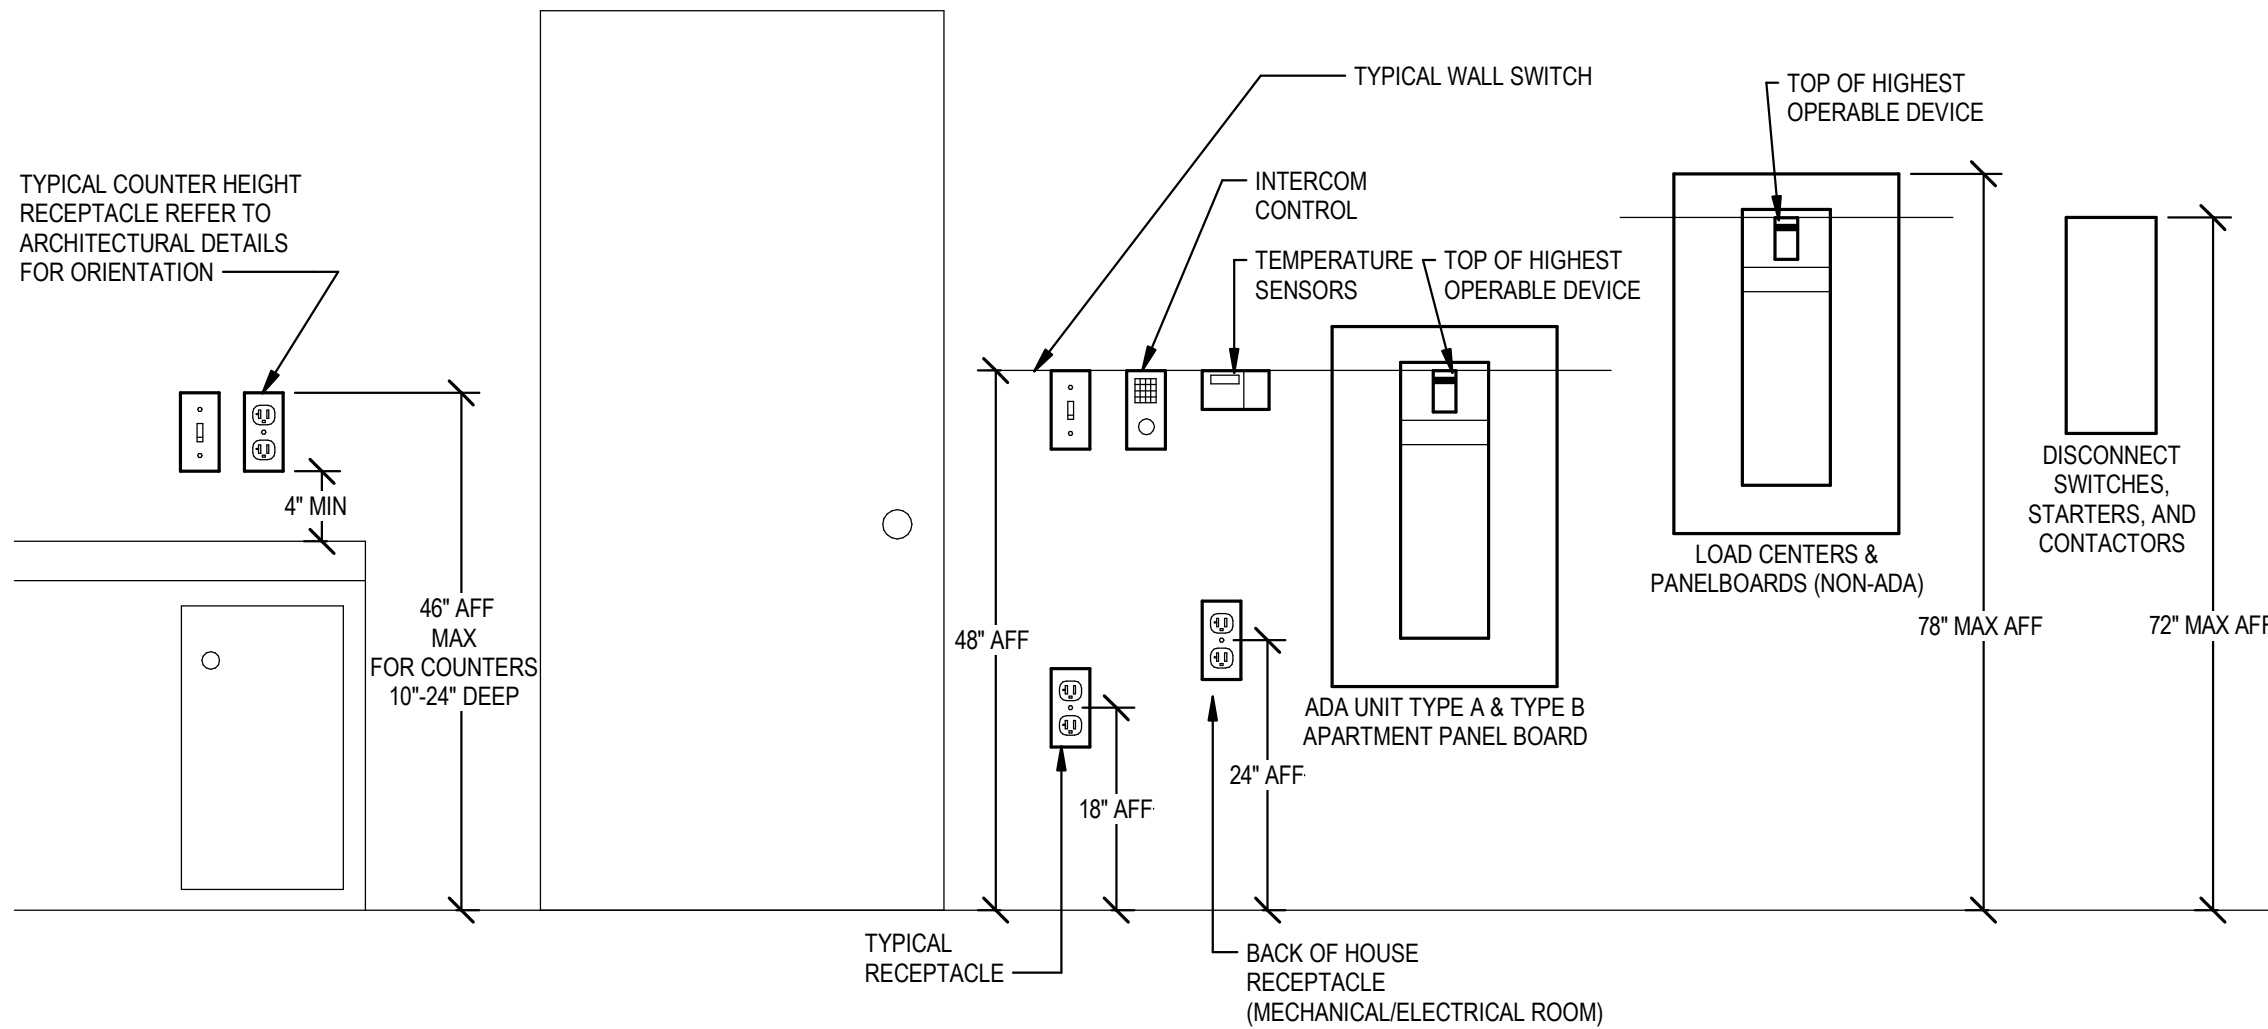 TYPICAL WALL SWITCH
TOP OF HIGHEST
OPERABLE DEVICE
TYPICAL COUNTER HEIGHT
RECEPTACLE REFER TO
ARCHITECTURAL DETAILS
FOR ORIENTATION
INTERCOM
CONTROL
TEMPERATURE
SENSORS
TOP OF HIGHEST
OPERABLE DEVICE
4" MIN
46" AFF
MAX
FOR COUNTERS
10"-24" DEEP
48" AFF
18" AFF
24" AFF
ADA UNIT TYPE A & TYPE B
APARTMENT PANEL BOARD
LOAD CENTERS &
PANELBOARDS (NON-ADA)
78" MAX AFF
DISCONNECT
SWITCHES,
STARTERS, AND
CONTACTORS
72" MAX AFF
TYPICAL
RECEPTACLE
BACK OF HOUSE
RECEPTACLE
(MECHANICAL/ELECTRICAL ROOM)